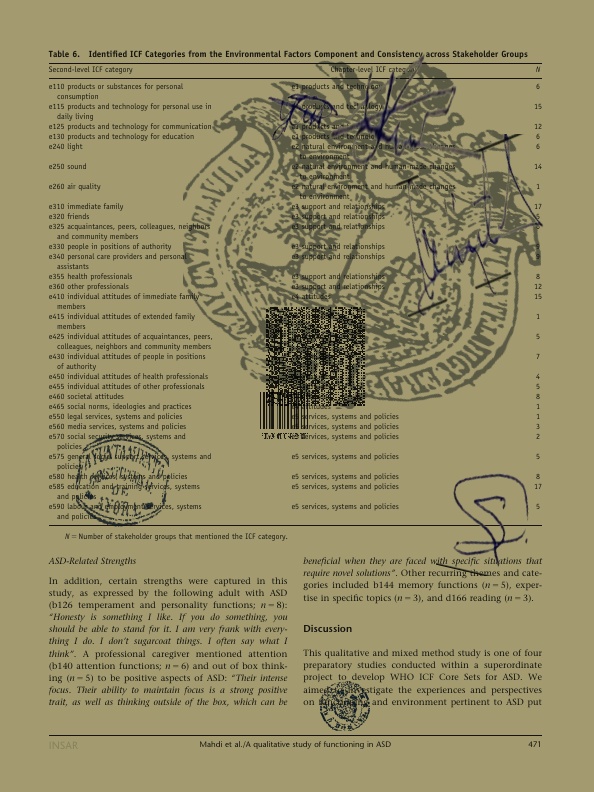 Table 6. Identified ICF Categories from the Environmental Factors Component and Consistency across Stakeholder Groups
Second-level ICF category Chapter-level ICF category N
e110 products or substances for personal e1 products and technology 6
consumption
e115 products and technology for personal use in e1 products and technology 15
daily living
e125 products and technology for communication e1 products and 12
e130 products and technology for education e1 products and technology 6
e240 light e2 natural environment and human-made changes 6
to environment
e250 sound e2 natural environment and human-made changes 14
to environment
e260 air quality e2 natural environment and human-made changes 1
to environment
e310 immediate family e3 support and relationships 17
e320 friends e3 support and relationships
e325 acquaintances, peers, colleagues, neighbors e3 support and relationships
and community members
e330 people in positions of authority e3 support and relationships
e340 personal care providers and personal e3 support and relationships
assistants
e355 health professionals e3 support and relationships 8
e360 other professionals e3 support and relationships 12
e410 individual attitudes of immediate family e4 attitudes 15
members
e415 individual attitudes of extended family 1
members
e425 individual attitudes of acquaintances, peers, 5
colleagues, neighbors and community members
e430 individual attitudes of people in positions 7
of authority
e450 individual attitudes of health professionals 4
e455 individual attitudes of other professionals 5
e460 societal attitudes 8
e465 social norms, ideologies and practices attitudes 1
e550 legal services, systems and policies services, systems and policies 1
e560 media services, systems and policies services, systems and policies 3
e570 social security services, systems and services, systems and policies 2
policies
e575 general social support services, systems and e5 services, systems and policies 5
policies
e580 health services, systems and policies e5 services, systems and policies 8
e585 education and training services, systems e5 services, systems and policies 17
and policies
e590 labour and employment services, systems e5 services, systems and policies 5
and policies
N = Number of stakeholder groups that mentioned the ICF category.
ASD-Related Strengths
In addition, certain strengths were captured in this
study, as expressed by the following adult with ASD
(b126 temperament and personality functions; n = 8):
“Honesty is something I like. If you do something, you
should be able to stand for it. I am very frank with every-
thing I do. I don’t sugarcoat things. I often say what I
think”. A professional caregiver mentioned attention
(b140 attention functions; n = 6) and out of box think-
ing (n = 5) to be positive aspects of ASD: “Their intense
focus. Their ability to maintain focus is a strong positive
trait, as well as thinking outside of the box, which can be
beneficial when they are faced with specific situations that
require novel solutions”. Other recurring themes and cate-
gories included b144 memory functions (n = 5), exper-
tise in specific topics (n = 3), and d166 reading (n = 3).
Discussion
This qualitative and mixed method study is one of four
preparatory studies conducted within a superordinate
project to develop WHO ICF Core Sets for ASD. We
aimed to investigate the experiences and perspectives
on functioning and environment pertinent to ASD put
INSAR Mahdi et al./A qualitative study of functioning in ASD 471